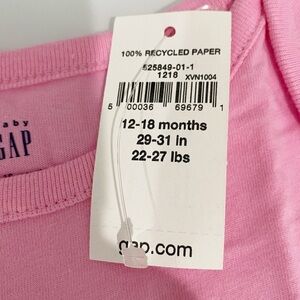 100% RECYCLED PAPER
525849-01-1
1218 XVN1004
5 00036 69679 1
12-18 months
29-31 in
22-27 lbs
gap.com
aby
GAP